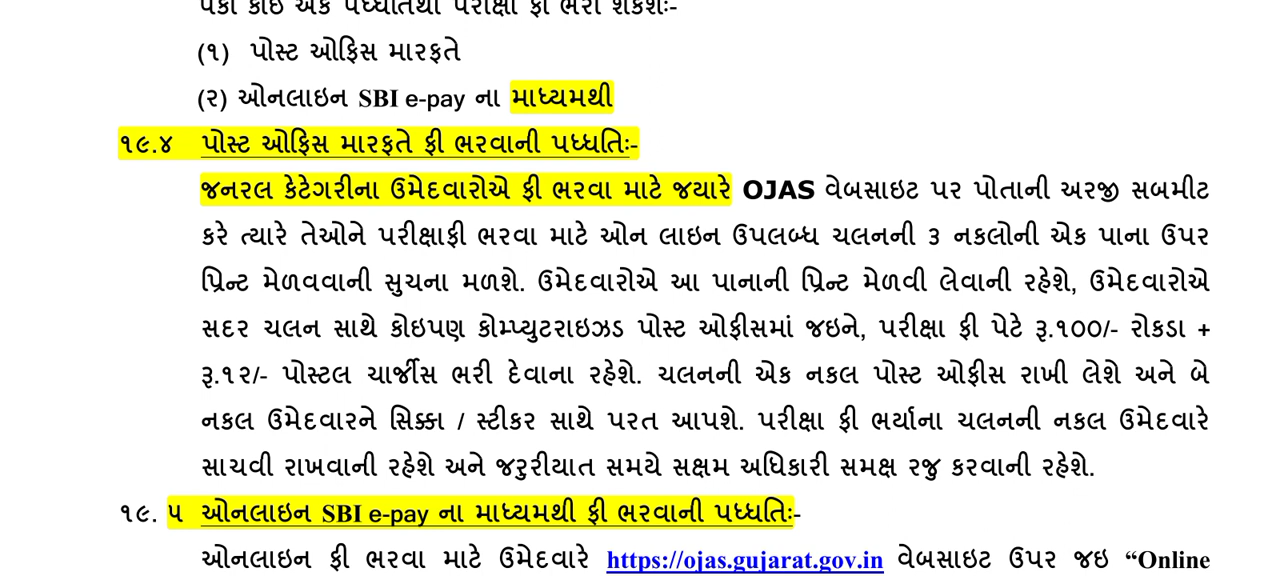 પૈકી કોઇ એક પધ્ધતિથી પરીક્ષા ફી ભરી શકશેઃ-
(૧) પોસ્ટ ઓફિસ મારફતે
(૨) ઓનલાઇન SBI e-pay ના માધ્યમથી
૧૯.૪ પોસ્ટ ઓફિસ મારફતે ફી ભરવાની પધ્ધતિઃ-
જનરલ કેટેગરીના ઉમેદવારોએ ફી ભરવા માટે જયારે OJAS વેબસાઇટ પર પોતાની અરજી સબમીટ
કરે ત્યારે તેઓને પરીક્ષાફી ભરવા માટે ઓન લાઇન ઉપલબ્ધ ચલનની ૩ નકલોની એક પાના ઉપર
પ્રિન્ટ મેળવવાની સુચના મળશે. ઉમેદવારોએ આ પાનાની પ્રિન્ટ મેળવી લેવાની રહેશે, ઉમેદવારોએ
સદર ચલન સાથે કોઇપણ કોમ્પ્યુટરાઇઝડ પોસ્ટ ઓફીસમાં જઇને, પરીક્ષા ફી પેટે રૂ.૧૦૦/- રોકડા +
રૂ.૧૨/- પોસ્ટલ ચાર્જીસ ભરી દેવાના રહેશે. ચલનની એક નકલ પોસ્ટ ઓફીસ રાખી લેશે અને બે
નકલ ઉમેદવારને સિક્કા / સ્ટીકર સાથે પરત આપશે. પરીક્ષા ફી ભર્યાના ચલનની નકલ ઉમેદવારે
સાચવી રાખવાની રહેશે અને જરુરીયાત સમયે સક્ષમ અધિકારી સમક્ષ રજુ કરવાની રહેશે.
૧૯. ૫ ઓનલાઇન SBI e-pay ના માધ્યમથી ફી ભરવાની પધ્ધતિઃ-
ઓનલાઇન ફી ભરવા માટે ઉમેદવારે https://ojas.gujarat.gov.in વેબસાઇટ ઉપર જઇ “Online